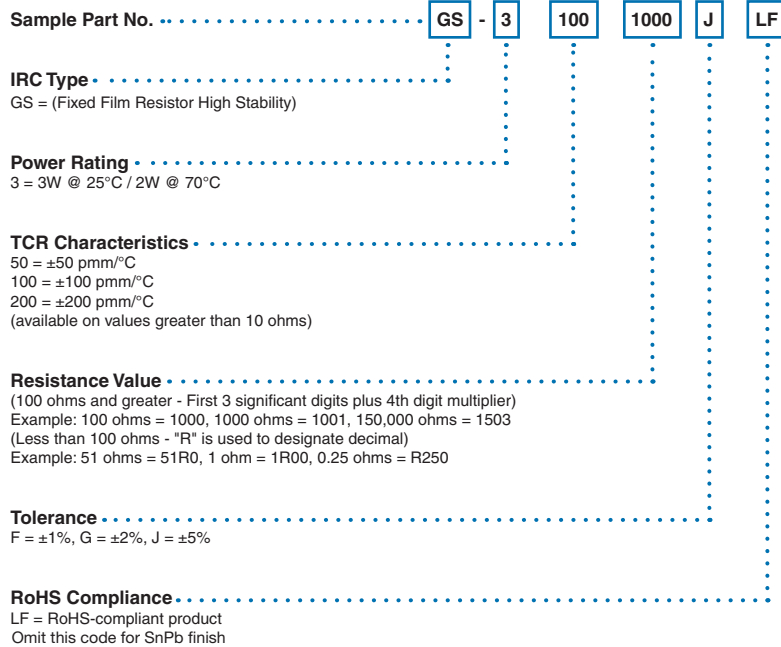 Sample Part No. GS - 3 100 1000 J LF
IRC Type
GS = (Fixed Film Resistor High Stability)
Power Rating
3 = 3W @ 25°C / 2W @ 70°C
TCR Characteristics
50 = ±50 pmm/°C
100 = ±100 pmm/°C
200 = ±200 pmm/°C
(available on values greater than 10 ohms)
Resistance Value
(100 ohms and greater - First 3 significant digits plus 4th digit multiplier)
Example: 100 ohms = 1000, 1000 ohms = 1001, 150,000 ohms = 1503
(Less than 100 ohms - "R" is used to designate decimal)
Example: 51 ohms = 51R0, 1 ohm = 1R00, 0.25 ohms = R250
Tolerance
F = ±1%, G = ±2%, J = ±5%
RoHS Compliance
LF = RoHS-compliant product
Omit this code for SnPb finish